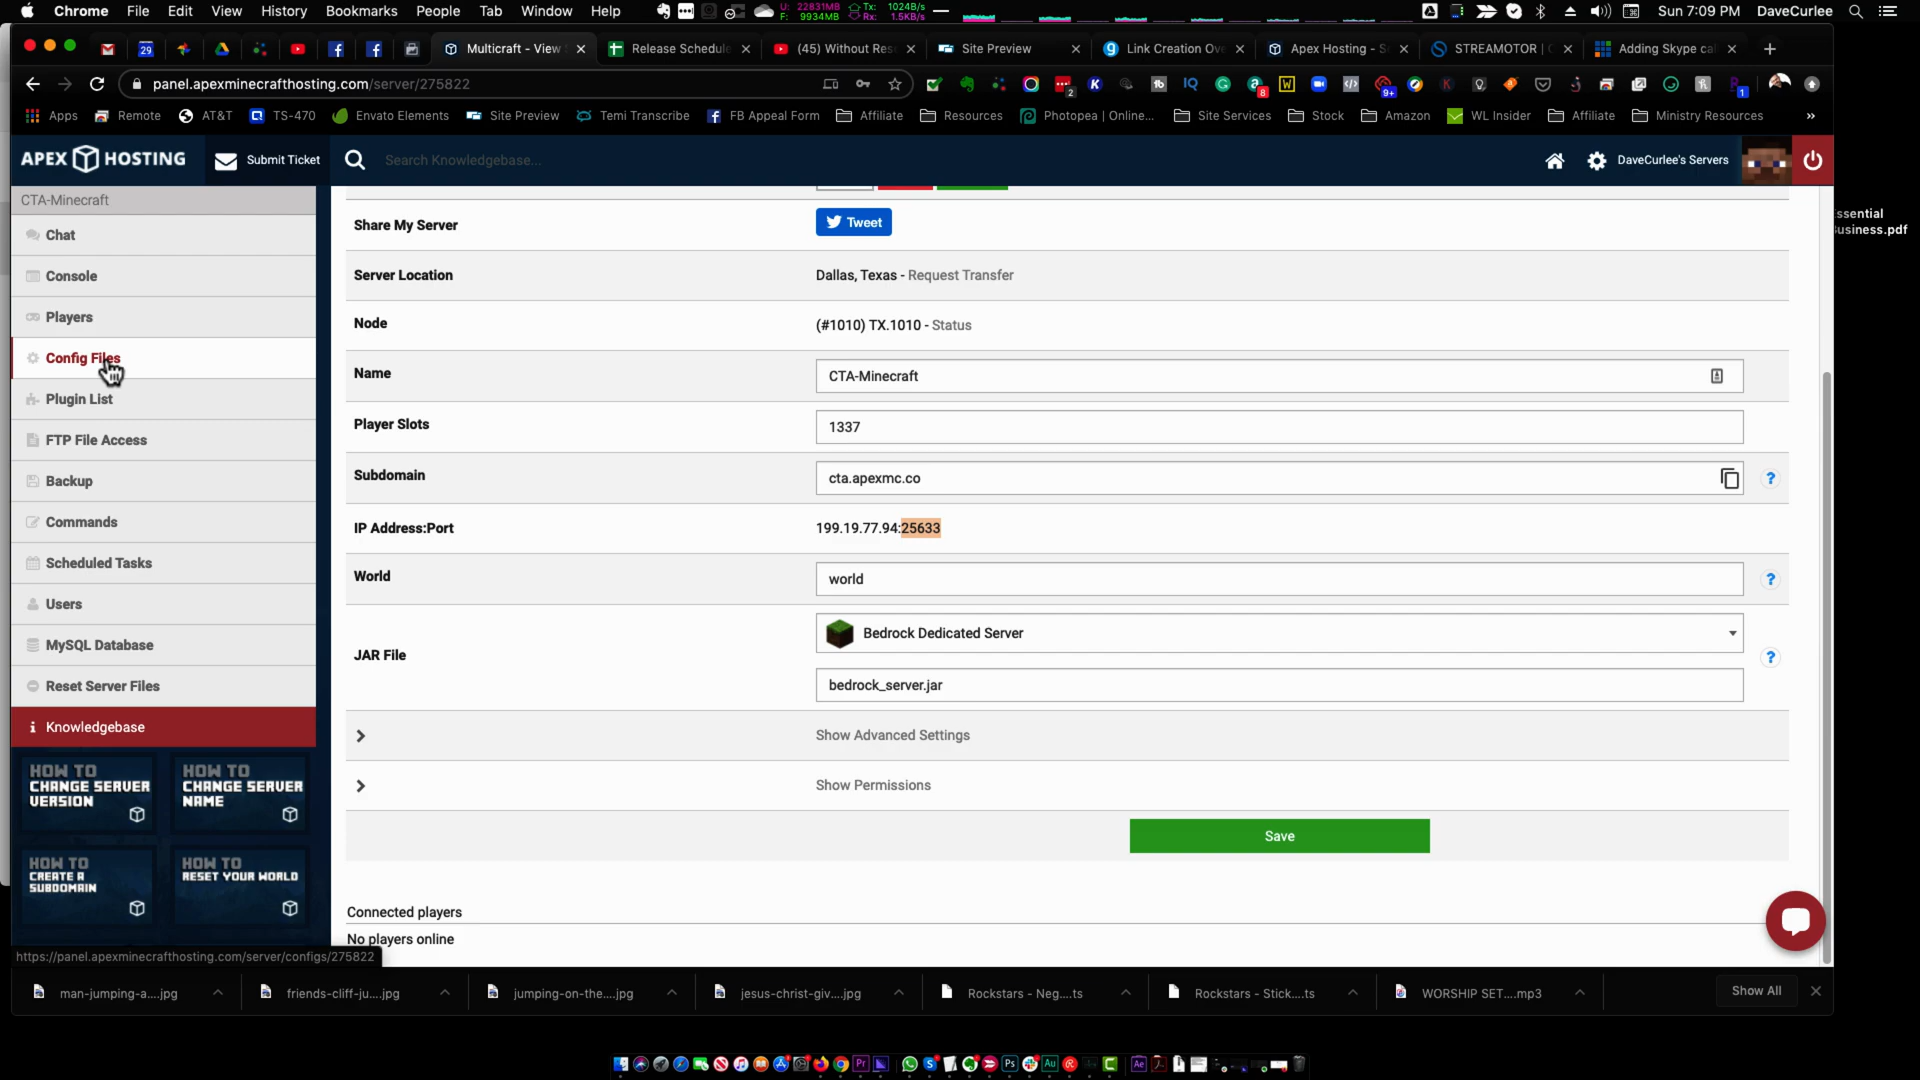 Chrome File Edit View History Bookmarks People Tab Window Help
U: 22831MB
F: 9934MB
Tx: 1024B/s
Rx: 1.5KB/s
Sun 7:09 PM DaveCurlee
29
Multicraft - View
Release Schedule
(45) Without Res
Site Preview
Link Creation Ove
Apex Hosting - S
STREAMOTOR | C
Adding Skype cal
panel.apexminecrafthosting.com/server/275822
Apps Remote AT&T TS-470 Envato Elements Site Preview Temi Transcribe FB Appeal Form Affiliate Resources Photopea | Online... Site Services Stock Amazon WL Insider Affiliate Ministry Resources »
APEX HOSTING
Submit Ticket
Search Knowledgebase...
DaveCurlee's Servers
ssential
usiness.pdf
CTA-Minecraft
Chat
Console
Players
Config Files
Plugin List
FTP File Access
Backup
Commands
Scheduled Tasks
Users
MySQL Database
Reset Server Files
Knowledgebase
HOW TO
CHANGE SERVER
VERSION
HOW TO
CHANGE SERVER
NAME
HOW TO
CREATE A
SUBDOMAIN
HOW TO
RESET YOUR WORLD
Share My Server Tweet
Server Location Dallas, Texas - Request Transfer
Node (#1010) TX.1010 - Status
Name CTA-Minecraft
Player Slots 1337
Subdomain cta.apexmc.co ?
IP Address:Port 199.19.77.94:25633
World world ?
JAR File Bedrock Dedicated Server ?
bedrock_server.jar
Show Advanced Settings
Show Permissions
Save
Connected players
No players online
https://panel.apexminecrafthosting.com/server/configs/275822
man-jumping-a....jpg friends-cliff-ju....jpg jumping-on-the....jpg jesus-christ-giv....jpg Rockstars - Neg....ts Rockstars - Stick....ts WORSHIP SET....mp3 Show All